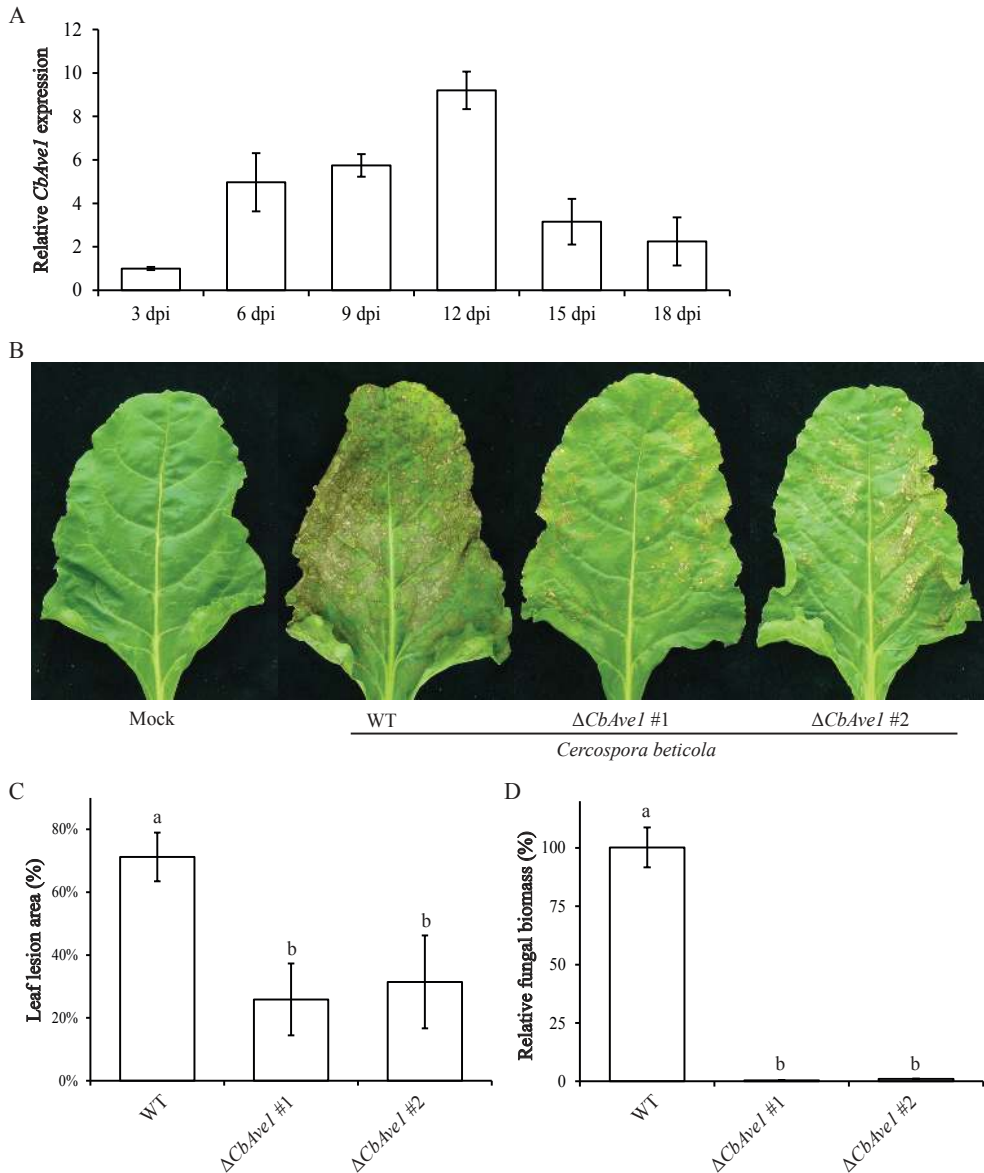 A
Relative CbAve1 expression
12
10
8
6
4
2
0
3 dpi 6 dpi 9 dpi 12 dpi 15 dpi 18 dpi
B
Mock WT ΔCbAve1 #1 ΔCbAve1 #2
Cercospora beticola
C
Leaf lesion area (%)
80%
60%
40%
20%
0%
a
b
b
WT ΔCbAve1 #1 ΔCbAve1 #2
D
Relative fungal biomass (%)
100
75
50
25
0
a
b
b
WT ΔCbAve1 #1 ΔCbAve1 #2